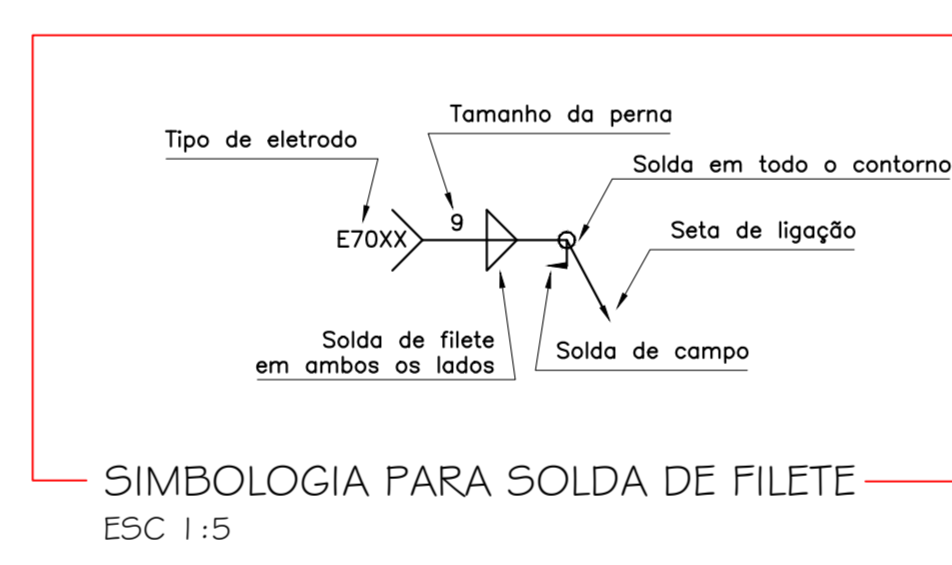 Tamanho da perna
Tipo de eletrodo
Solda em todo o contorno
9
Seta de ligação
E70XX
Solda de filete
em ambos os lados
Solda de campo
SIMBOLOGIA PARA SOLDA DE FILETE
ESC 1:5